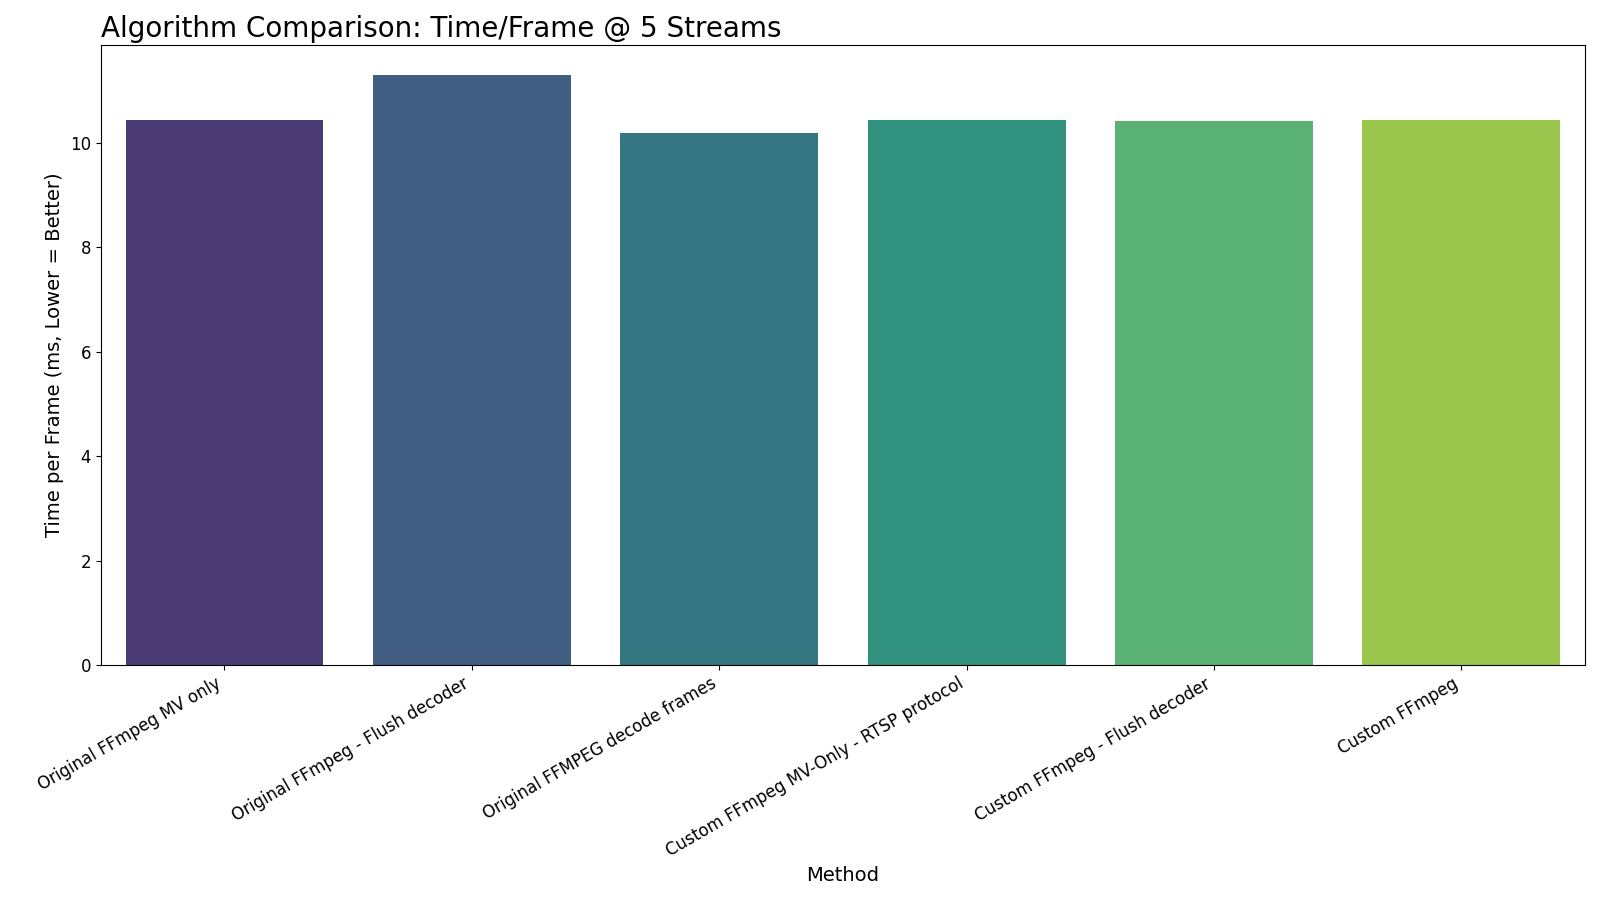 Algorithm Comparison: Time/Frame @ 5 Streams
Time per Frame (ms, Lower = Better)
10
8
6
4
2
0
Original FFmpeg MV only
Original FFmpeg - Flush decoder
Original FFMPEG decode frames
Custom FFmpeg MV-Only - RTSP protocol
Custom FFmpeg - Flush decoder
Custom FFmpeg
Method